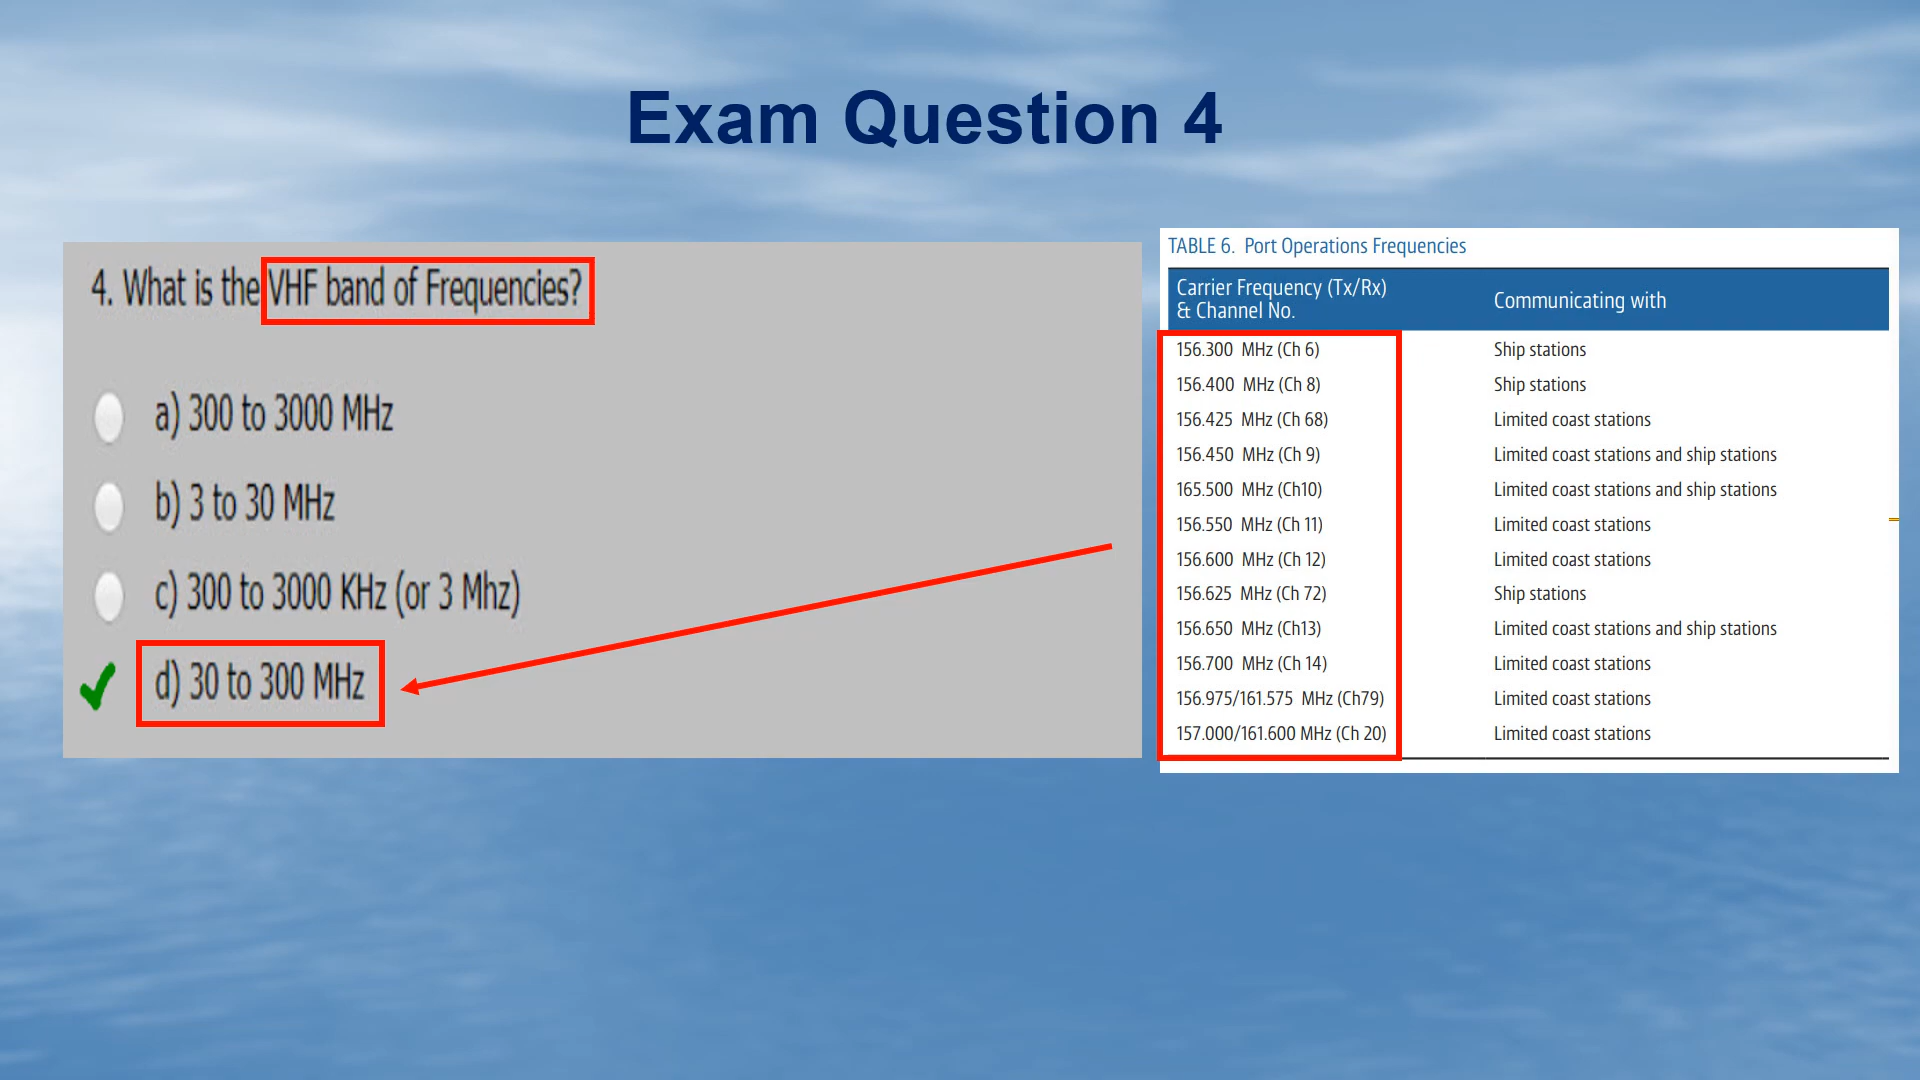 Exam Question 4
4. What is the VHF band of Frequencies?
a) 300 to 3000 MHz
b) 3 to 30 MHz
c) 300 to 3000 KHz (or 3 Mhz)
d) 30 to 300 MHz
TABLE 6. Port Operations Frequencies
Carrier Frequency (Tx/Rx) & Channel No. Communicating with
156.300 MHz (Ch 6) Ship stations
156.400 MHz (Ch 8) Ship stations
156.425 MHz (Ch 68) Limited coast stations
156.450 MHz (Ch 9) Limited coast stations and ship stations
165.500 MHz (Ch10) Limited coast stations and ship stations
156.550 MHz (Ch 11) Limited coast stations
156.600 MHz (Ch 12) Limited coast stations
156.625 MHz (Ch 72) Ship stations
156.650 MHz (Ch13) Limited coast stations and ship stations
156.700 MHz (Ch 14) Limited coast stations
156.975/161.575 MHz (Ch79) Limited coast stations
157.000/161.600 MHz (Ch 20) Limited coast stations